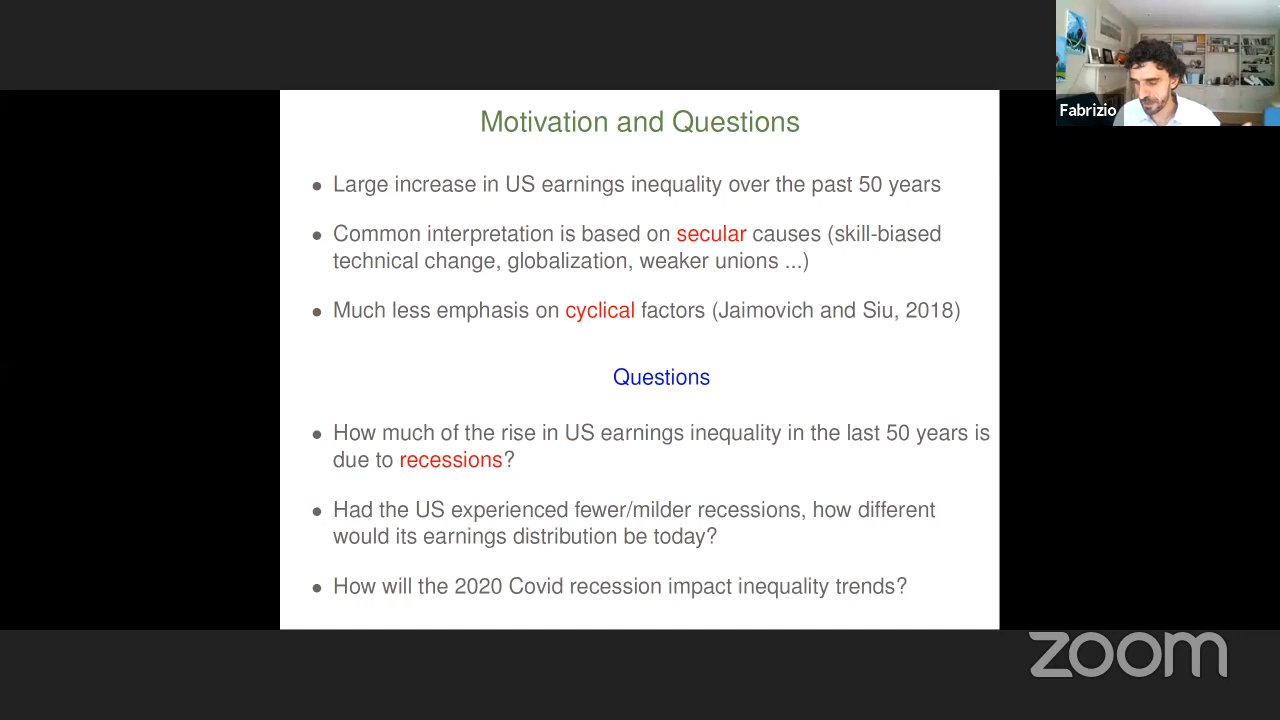 Fabrizio
Motivation and Questions
• Large increase in US earnings inequality over the past 50 years
• Common interpretation is based on secular causes (skill-biased
technical change, globalization, weaker unions ...)
• Much less emphasis on cyclical factors (Jaimovich and Siu, 2018)
Questions
• How much of the rise in US earnings inequality in the last 50 years is
due to recessions?
• Had the US experienced fewer/milder recessions, how different
would its earnings distribution be today?
• How will the 2020 Covid recession impact inequality trends?
zoom